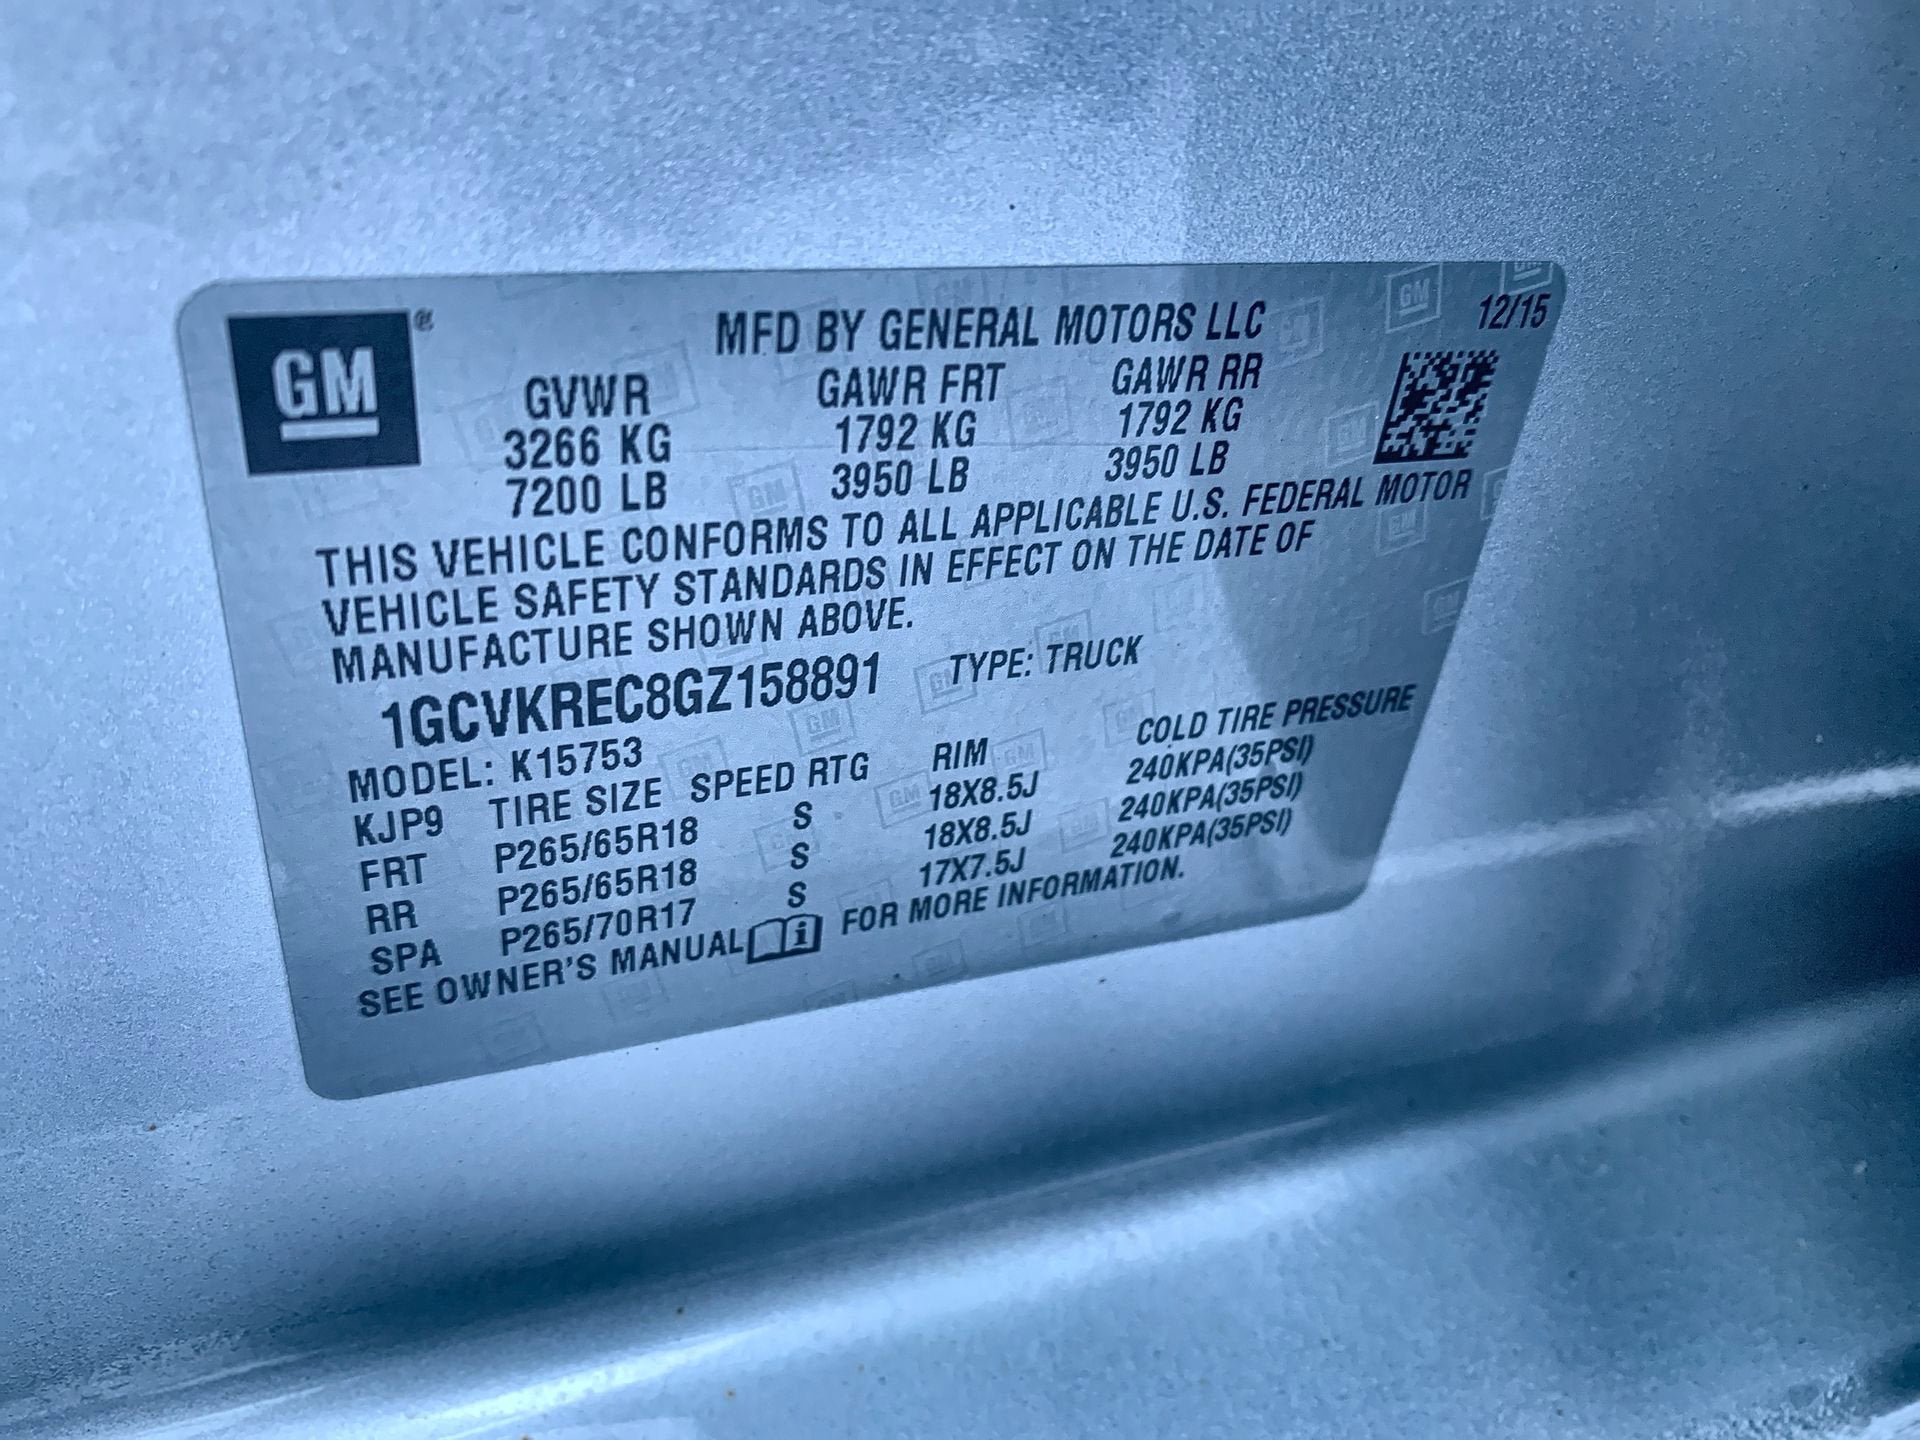 GM®
MFD BY GENERAL MOTORS LLC 12/15
GVWR GAWR FRT GAWR RR
3266 KG 1792 KG 1792 KG
7200 LB 3950 LB 3950 LB
THIS VEHICLE CONFORMS TO ALL APPLICABLE U.S. FEDERAL MOTOR
VEHICLE SAFETY STANDARDS IN EFFECT ON THE DATE OF
MANUFACTURE SHOWN ABOVE.
1GCVKREC8GZ158891 TYPE: TRUCK
MODEL: K15753
KJP9 TIRE SIZE SPEED RTG RIM COLD TIRE PRESSURE
FRT P265/65R18 S 18X8.5J 240KPA(35PSI)
RR P265/65R18 S 18X8.5J 240KPA(35PSI)
SPA P265/70R17 S 17X7.5J 240KPA(35PSI)
SEE OWNER'S MANUAL i FOR MORE INFORMATION.